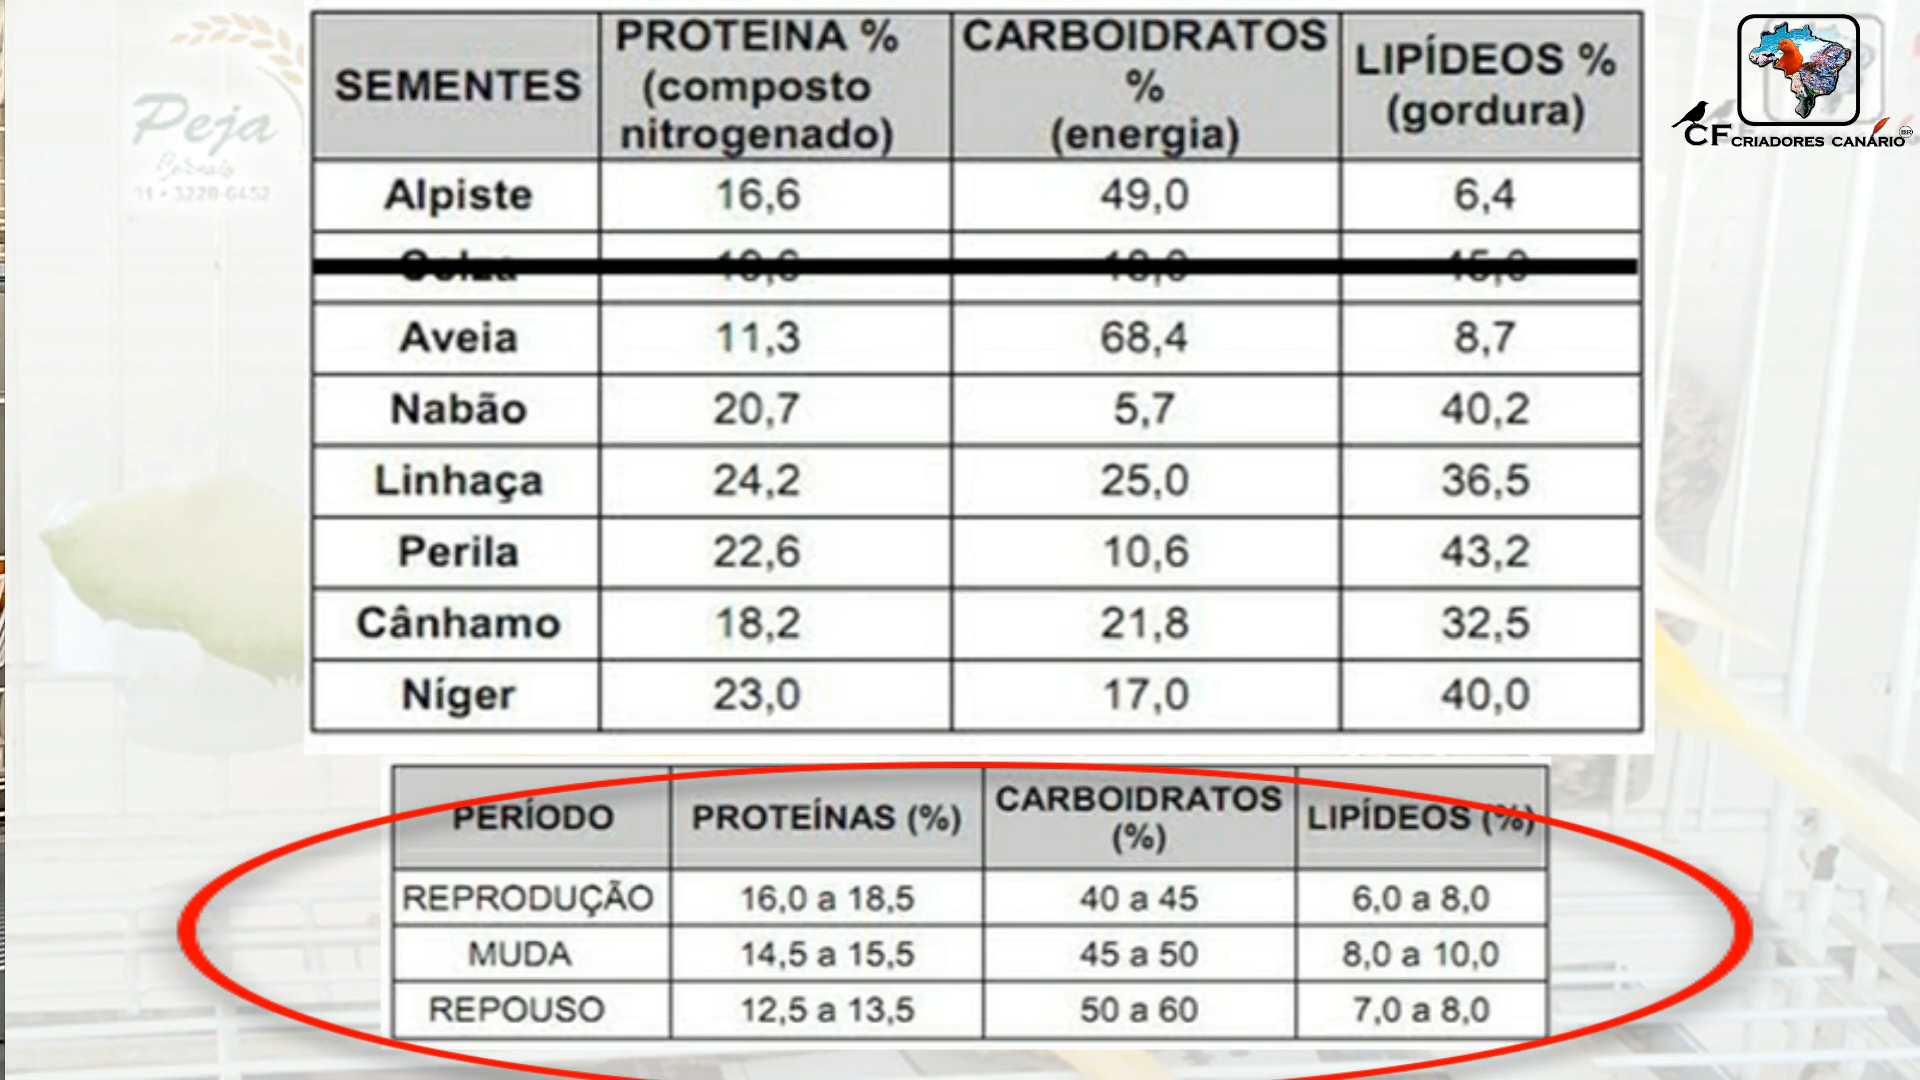 Peja
11 • 3228-6452
SEMENTES
PROTEINA %
(composto
nitrogenado)
CARBOIDRATOS
%
(energia)
LIPÍDEOS %
(gordura)
Alpiste 16,6 49,0 6,4
Aveia 11,3 68,4 8,7
Nabão 20,7 5,7 40,2
Linhaça 24,2 25,0 36,5
Perila 22,6 10,6 43,2
Cânhamo 18,2 21,8 32,5
Níger 23,0 17,0 40,0
CF CRIADORES CANÁRIO BR
PERÍODO PROTEÍNAS (%)
CARBOIDRATOS
(%)
LIPÍDEOS (%)
REPRODUÇÃO 16,0 a 18,5 40 a 45 6,0 a 8,0
MUDA 14,5 a 15,5 45 a 50 8,0 a 10,0
REPOUSO 12,5 a 13,5 50 a 60 7,0 a 8,0